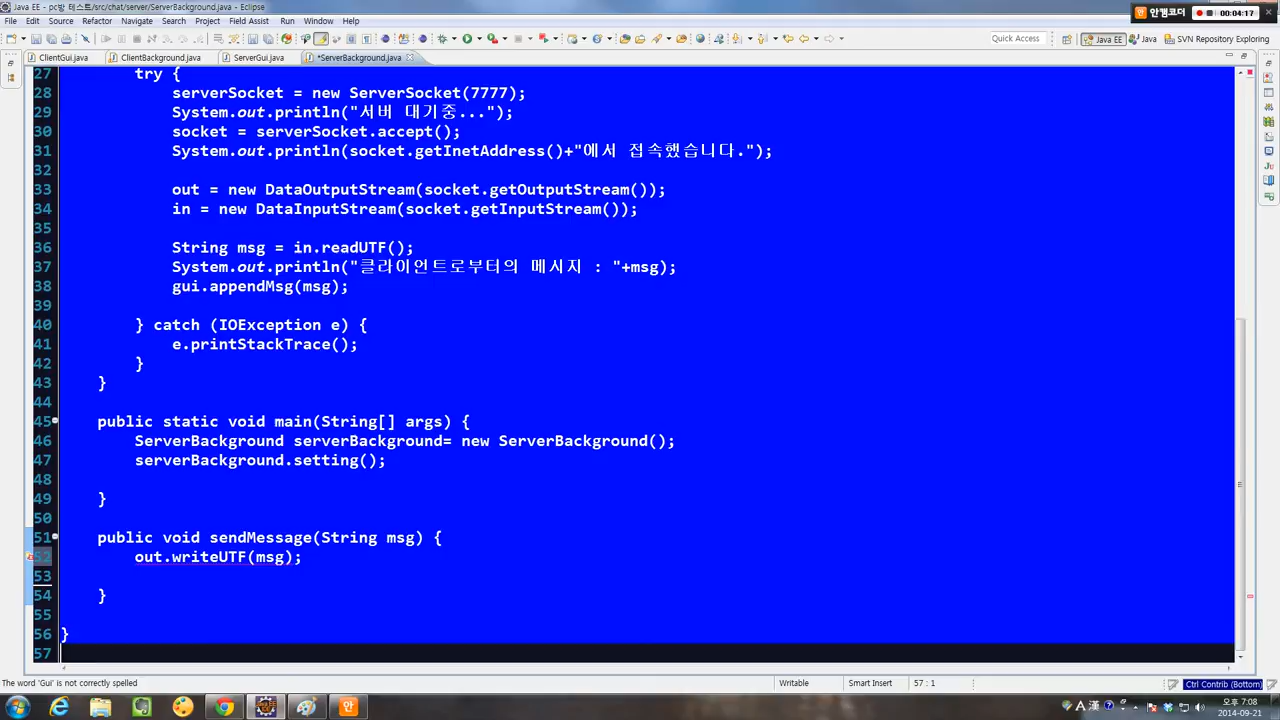 Java EE - pc방 테스트/src/chat/server/ServerBackground.java - Eclipse
안캠코더 00:04:17
File Edit Source Refactor Navigate Search Project Field Assist Run Window Help
Quick Access Java EE Java SVN Repository Exploring
ClientGui.java ClientBackground.java ServerGui.java *ServerBackground.java
27 try {
28 serverSocket = new ServerSocket(7777);
29 System.out.println("서버 대기중...");
30 socket = serverSocket.accept();
31 System.out.println(socket.getInetAddress()+"에서 접속했습니다.");
32
33 out = new DataOutputStream(socket.getOutputStream());
34 in = new DataInputStream(socket.getInputStream());
35
36 String msg = in.readUTF();
37 System.out.println("클라이언트로부터의 메시지 : "+msg);
38 gui.appendMsg(msg);
39
40 } catch (IOException e) {
41 e.printStackTrace();
42 }
43 }
44
45 public static void main(String[] args) {
46 ServerBackground serverBackground= new ServerBackground();
47 serverBackground.setting();
48
49 }
50
51 public void sendMessage(String msg) {
52 out.writeUTF(msg);
53
54 }
55
56 }
57
The word 'Gui' is not correctly spelled Writable Smart Insert 57 : 1 Ctrl Contrib (Bottom)
A 漢
오후 7:08
2014-09-21